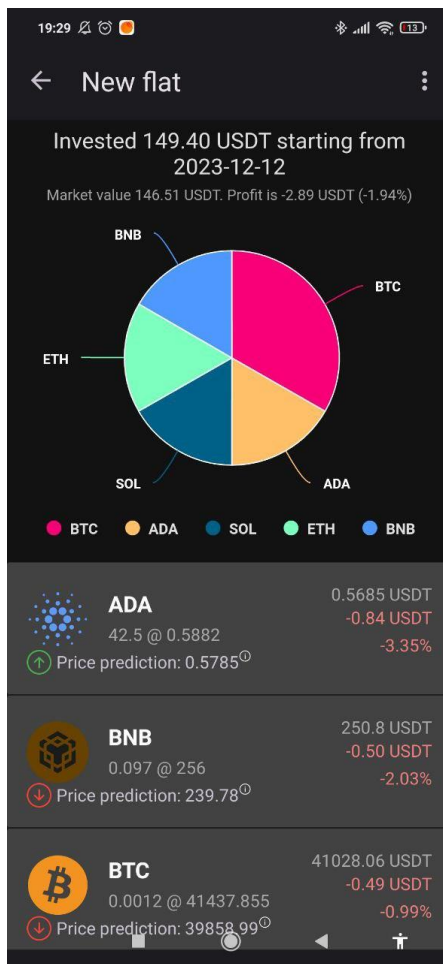 19:29
13
New flat
Invested 149.40 USDT starting from
2023-12-12
Market value 146.51 USDT. Profit is -2.89 USDT (-1.94%)
BNB
BTC
ETH
SOL
ADA
BTC ADA SOL ETH BNB
ADA
42.5 @ 0.5882
Price prediction: 0.5785
0.5685 USDT
-0.84 USDT
-3.35%
BNB
0.097 @ 256
Price prediction: 239.78
250.8 USDT
-0.50 USDT
-2.03%
BTC
0.0012 @ 41437.855
Price prediction: 39858.99
41028.06 USDT
-0.49 USDT
-0.99%